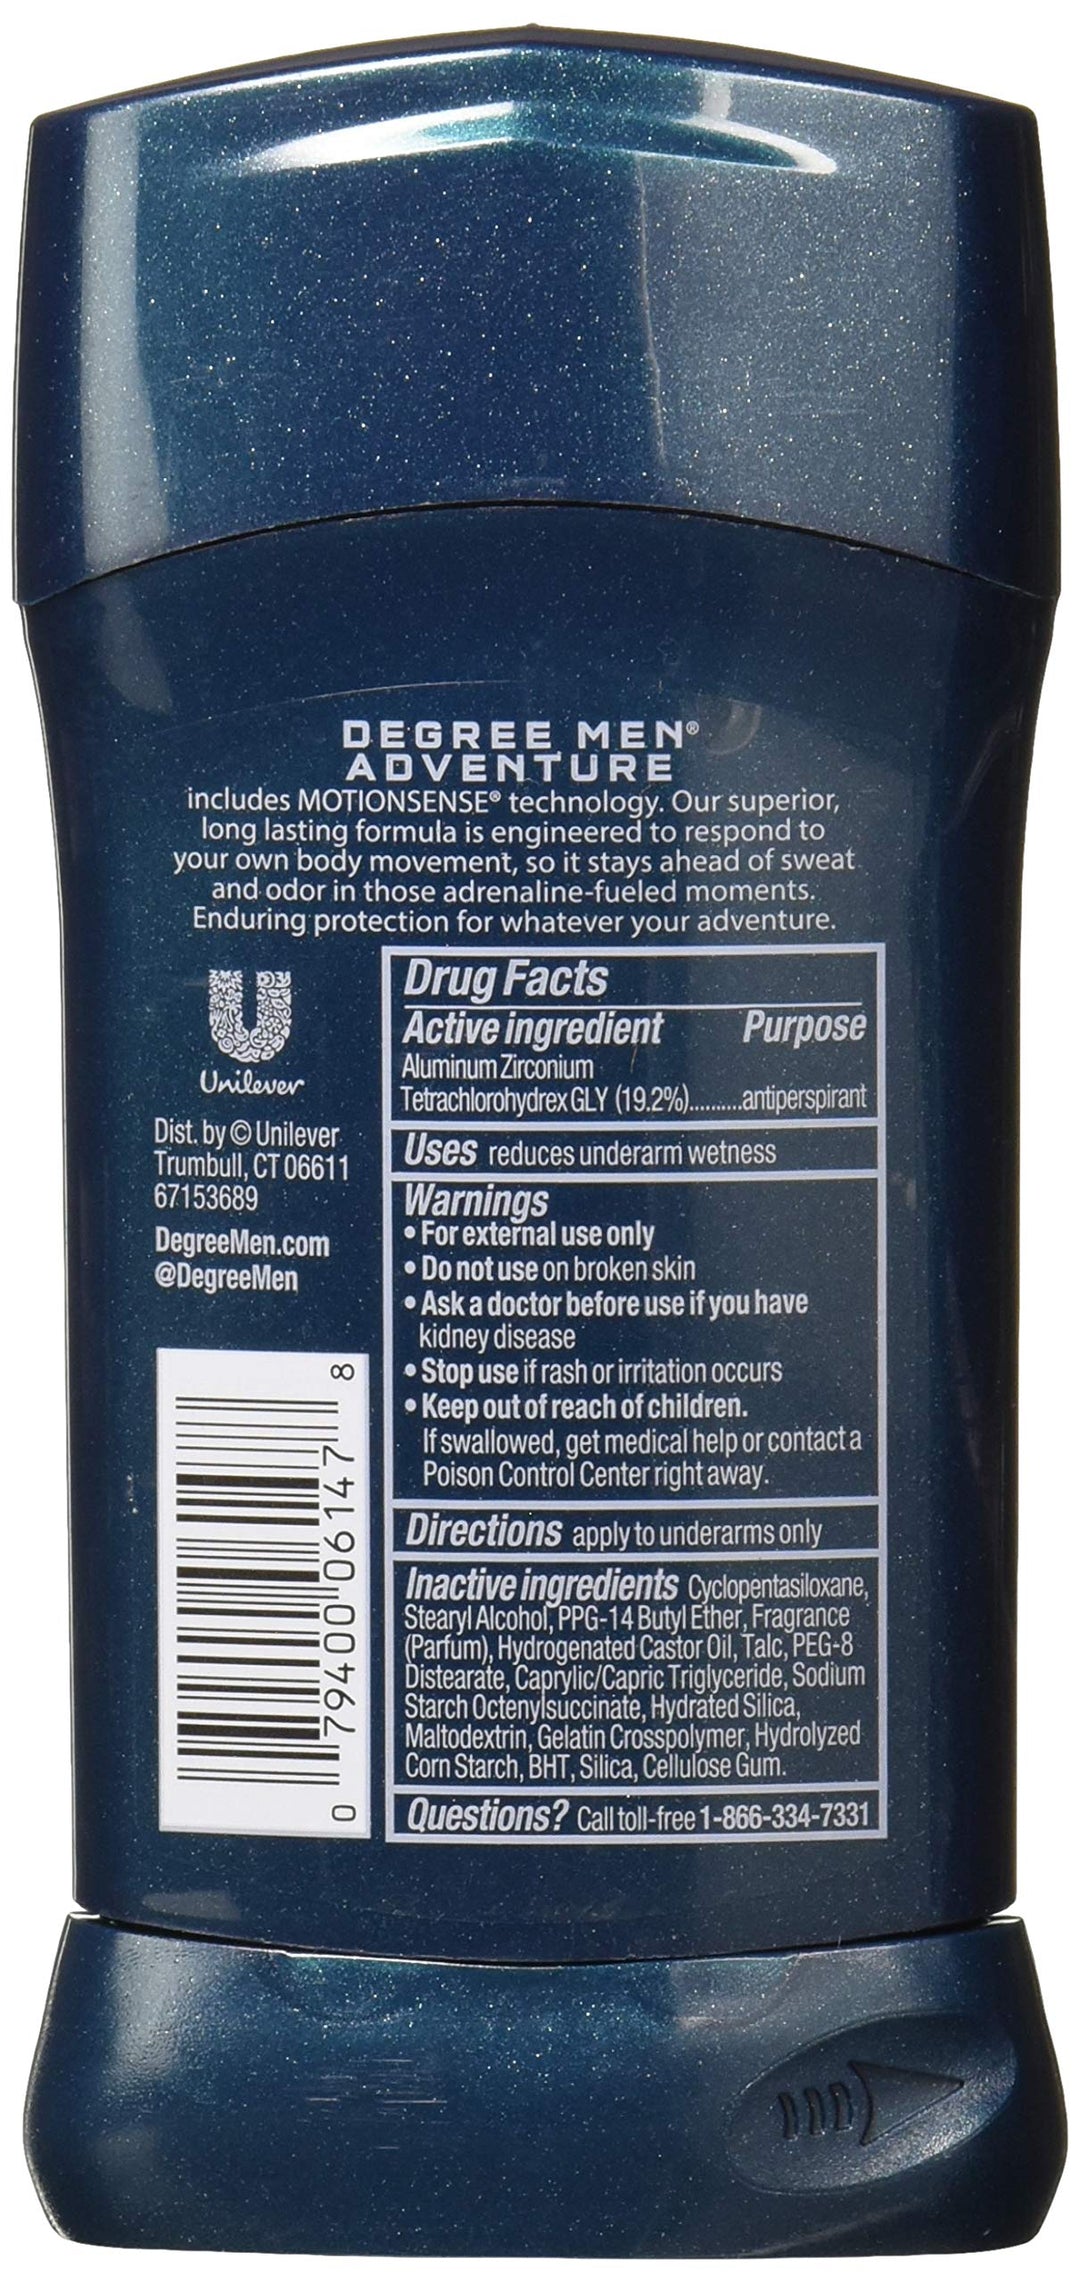 DEGREE MEN®
ADVENTURE
includes MOTIONSENSE® technology. Our superior,
long lasting formula is engineered to respond to
your own body movement, so it stays ahead of sweat
and odor in those adrenaline-fueled moments.
Enduring protection for whatever your adventure.
Unilever
Dist. by © Unilever
Trumbull, CT 06611
67153689
DegreeMen.com
@DegreeMen
0 79400 06147 8
Drug Facts
Active ingredient Purpose
Aluminum Zirconium
Tetrachlorohydrex GLY (19.2%)..........antiperspirant
Uses reduces underarm wetness
Warnings
• For external use only
• Do not use on broken skin
• Ask a doctor before use if you have
kidney disease
• Stop use if rash or irritation occurs
• Keep out of reach of children.
If swallowed, get medical help or contact a
Poison Control Center right away.
Directions apply to underarms only
Inactive ingredients Cyclopentasiloxane,
Stearyl Alcohol, PPG-14 Butyl Ether, Fragrance
(Parfum), Hydrogenated Castor Oil, Talc, PEG-8
Distearate, Caprylic/Capric Triglyceride, Sodium
Starch Octenylsuccinate, Hydrated Silica,
Maltodextrin, Gelatin Crosspolymer, Hydrolyzed
Corn Starch, BHT, Silica, Cellulose Gum.
Questions? Call toll-free 1-866-334-7331